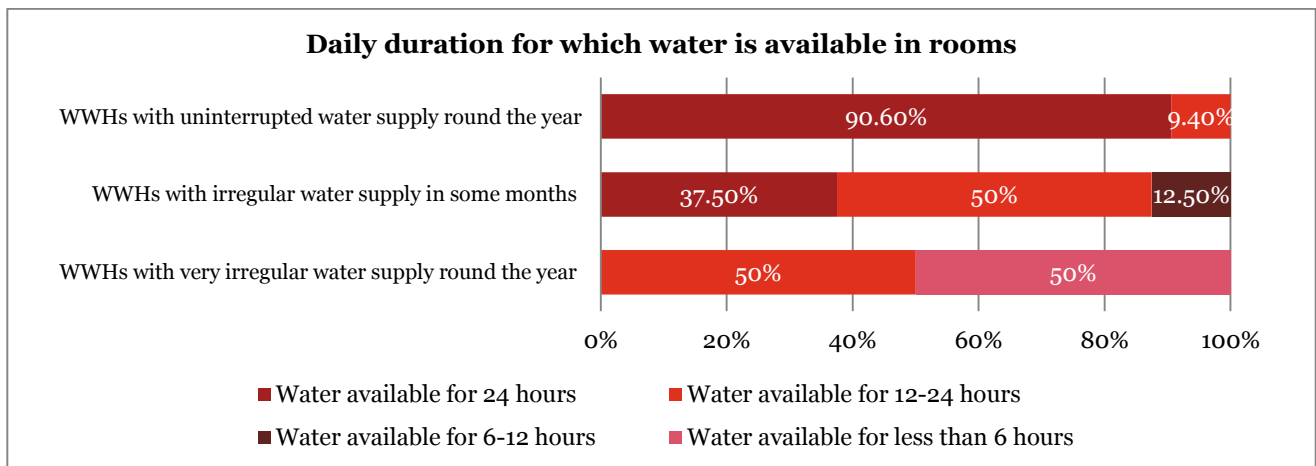 Daily duration for which water is available in rooms
WWHs with uninterrupted water supply round the year
90.60%
9.40%
WWHs with irregular water supply in some months
37.50%
50%
12.50%
WWHs with very irregular water supply round the year
50%
50%
0%
20%
40%
60%
80%
100%
Water available for 24 hours
Water available for 12-24 hours
Water available for 6-12 hours
Water available for less than 6 hours